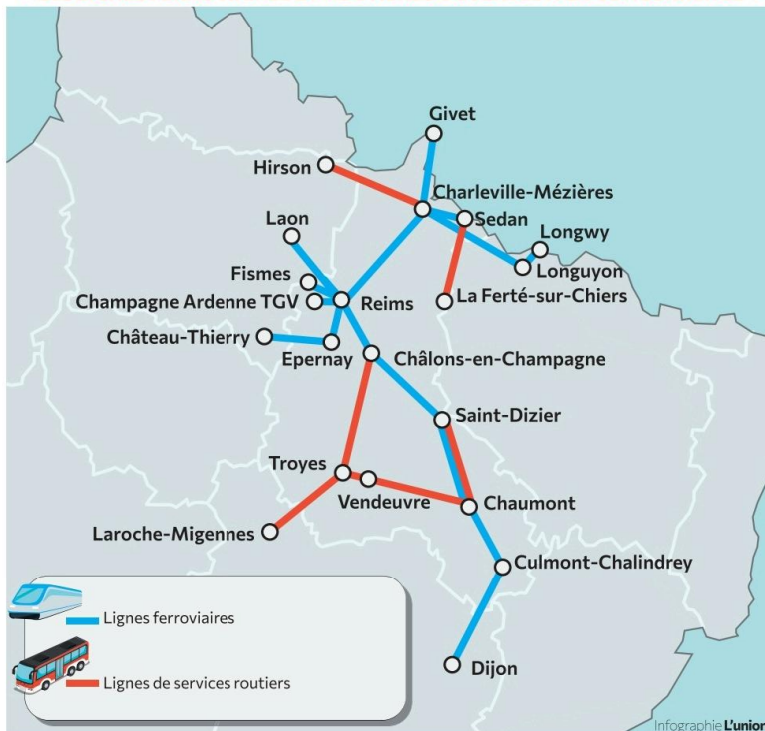 Givet
Hirson
Charleville-Mézières
Laon
Sedan
Longwy
Fismes
Longuyon
Champagne Ardenne TGV
Reims
La Ferté-sur-Chiers
Château-Thierry
Epernay
Châlons-en-Champagne
Saint-Dizier
Troyes
Vendeuvre
Chaumont
Laroche-Migennes
Culmont-Chalindrey
Lignes ferroviaires
Dijon
Lignes de services routiers
Infographie L'union